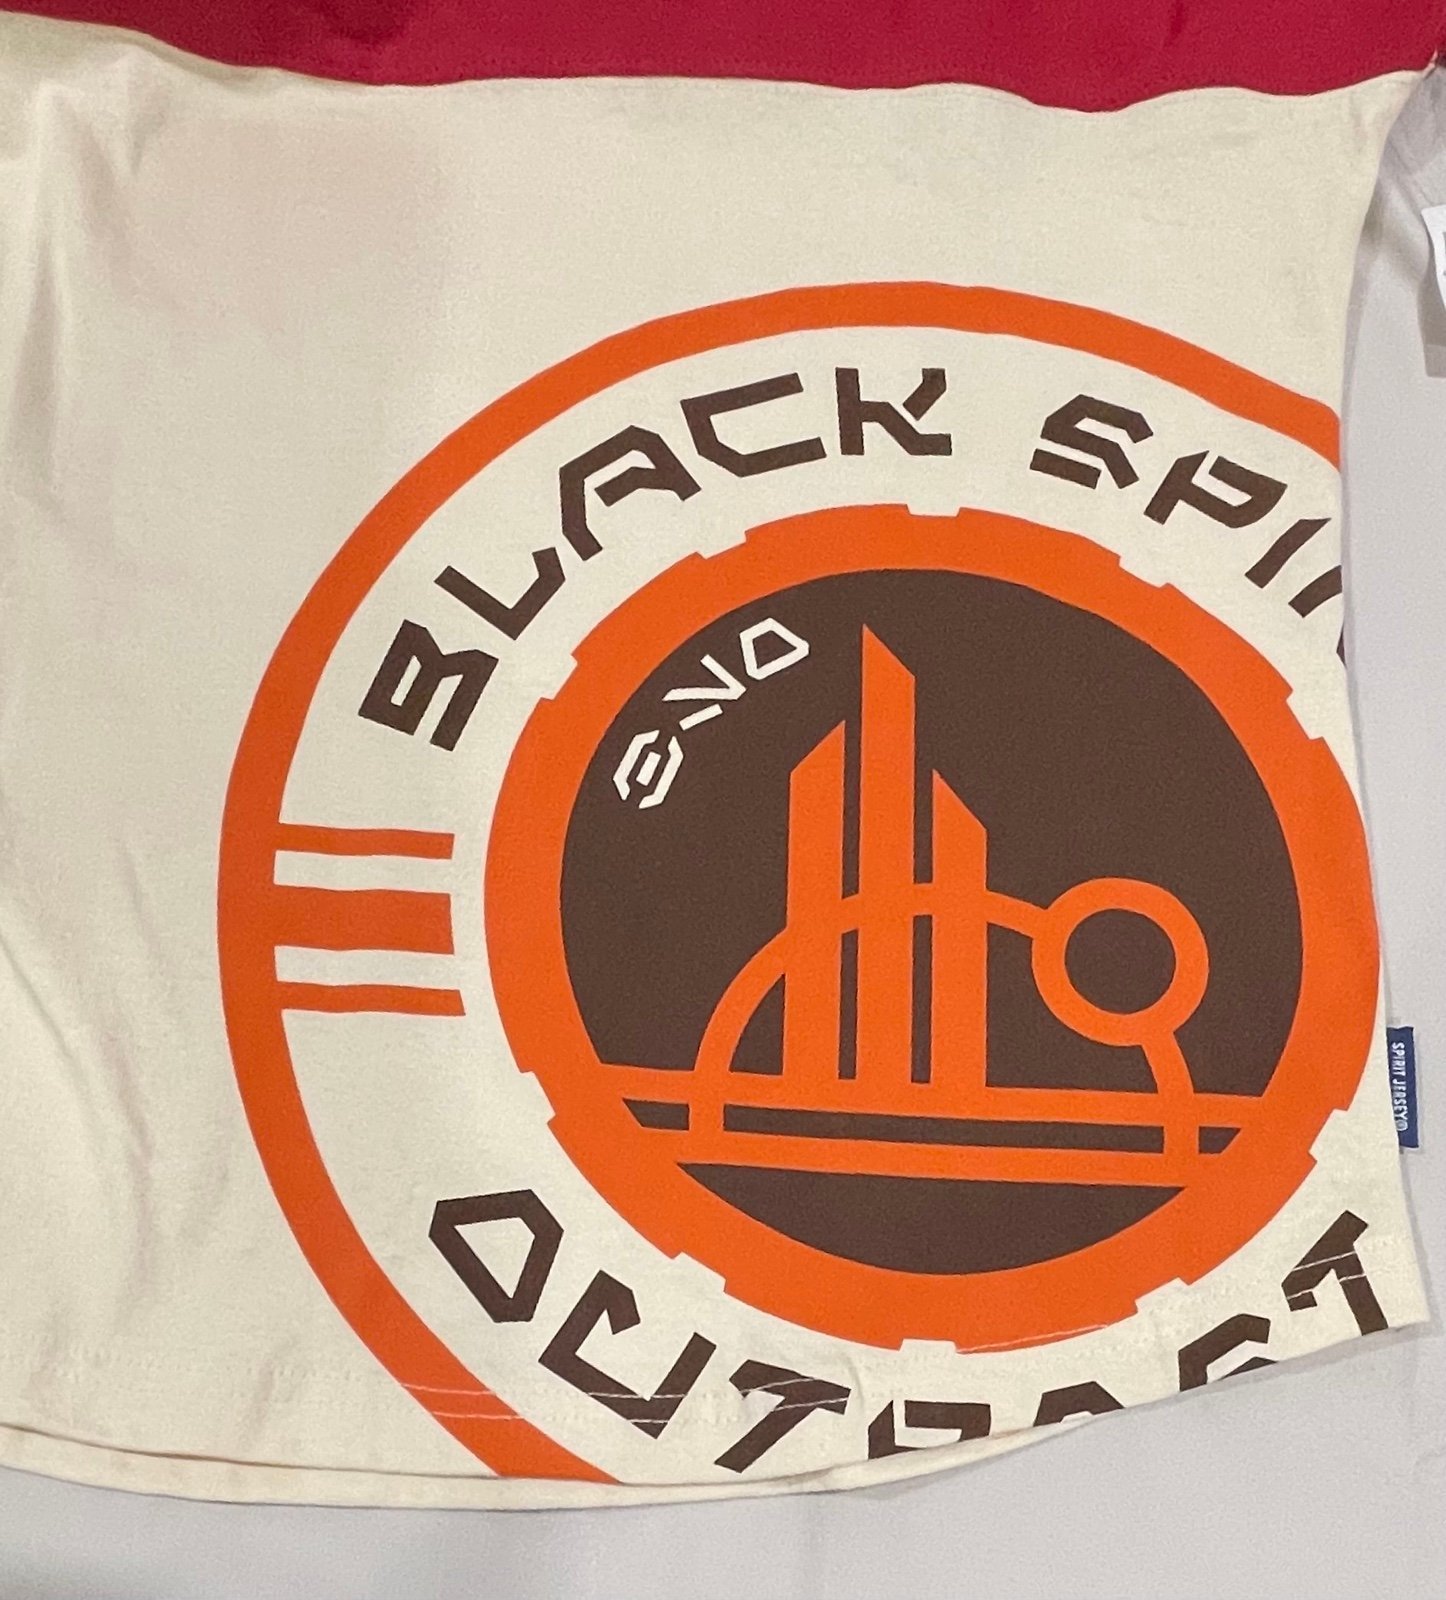 BLACK SPI
OUTPOST
SPIRIT JERSEY®